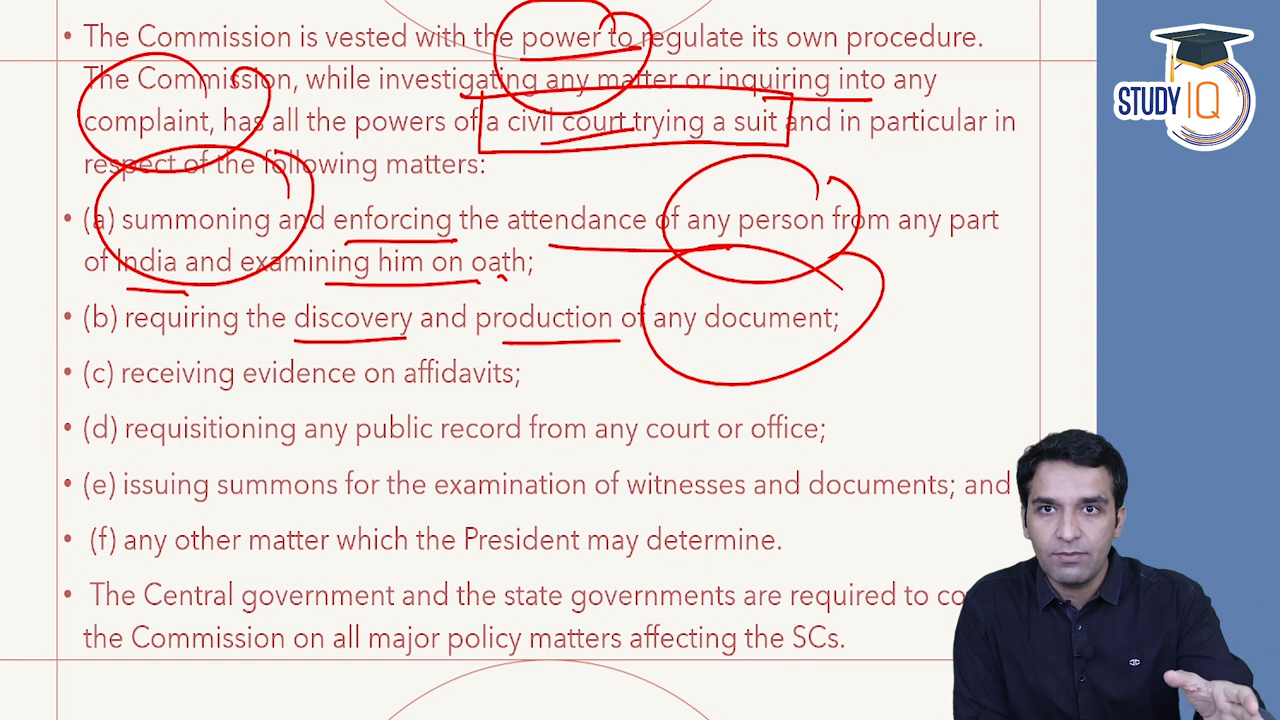 • The Commission is vested with the power to regulate its own procedure.
The Commission, while investigating any matter or inquiring into any
complaint, has all the powers of a civil court trying a suit and in particular in
respect of the following matters:
• (a) summoning and enforcing the attendance of any person from any part
of India and examining him on oath;
• (b) requiring the discovery and production of any document;
• (c) receiving evidence on affidavits;
• (d) requisitioning any public record from any court or office;
• (e) issuing summons for the examination of witnesses and documents; and
• (f) any other matter which the President may determine.
• The Central government and the state governments are required to co
the Commission on all major policy matters affecting the SCs.
STUDY IQ